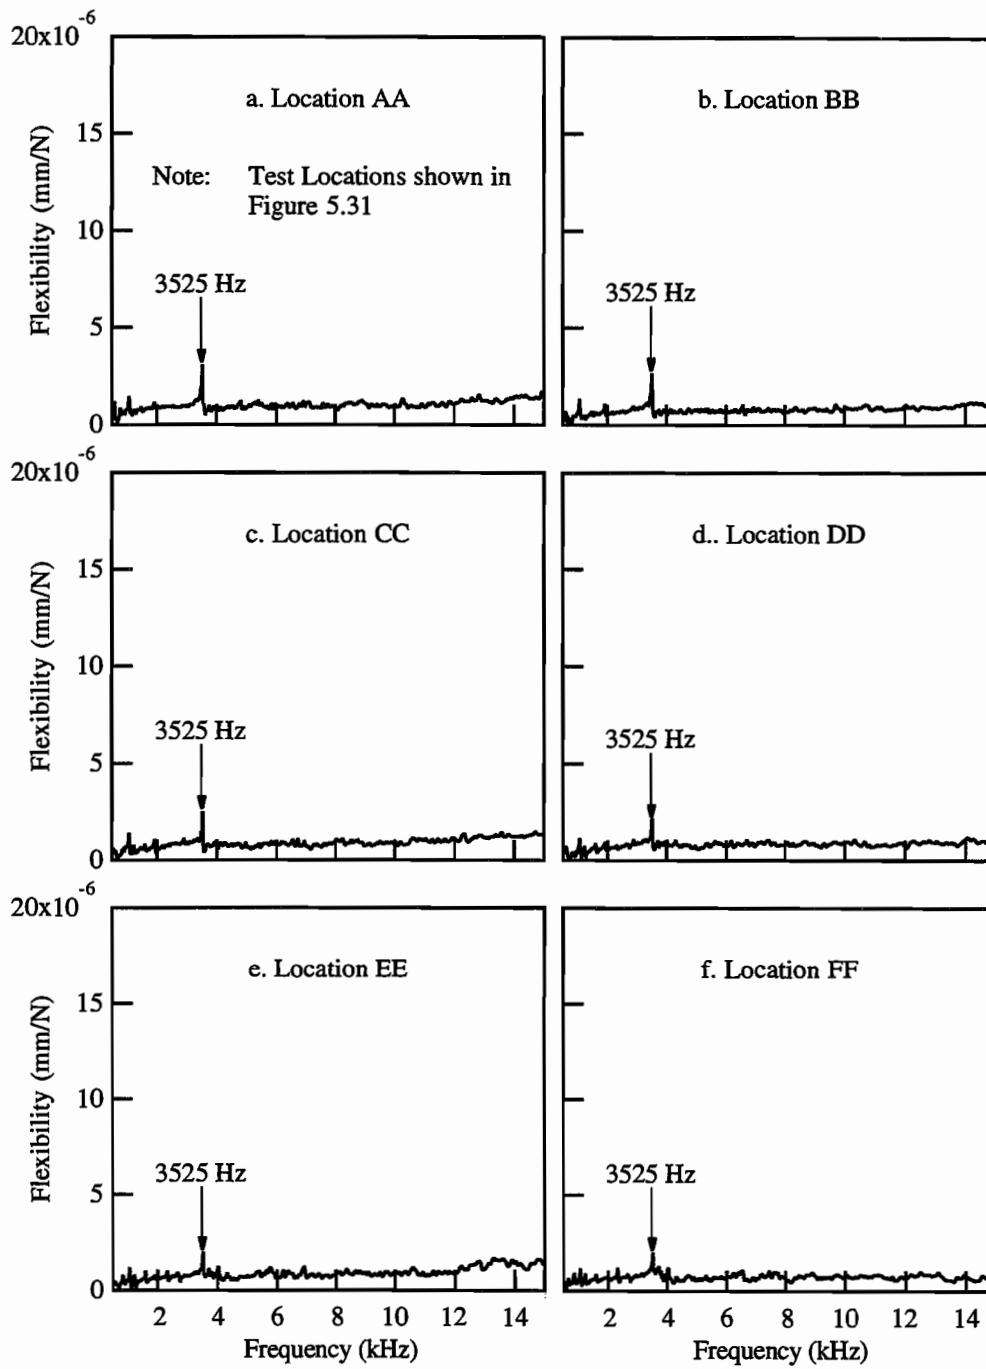 20x10-6
15
10
5
0
Flexibility (mm/N)
a. Location AA
Note: Test Locations shown in
Figure 5.31
3525 Hz
b. Location BB
3525 Hz
20x10-6
15
10
5
0
Flexibility (mm/N)
c. Location CC
3525 Hz
d.. Location DD
3525 Hz
20x10-6
15
10
5
0
Flexibility (mm/N)
e. Location EE
3525 Hz
2 4 6 8 10 12 14
Frequency (kHz)
f. Location FF
3525 Hz
2 4 6 8 10 12 14
Frequency (kHz)